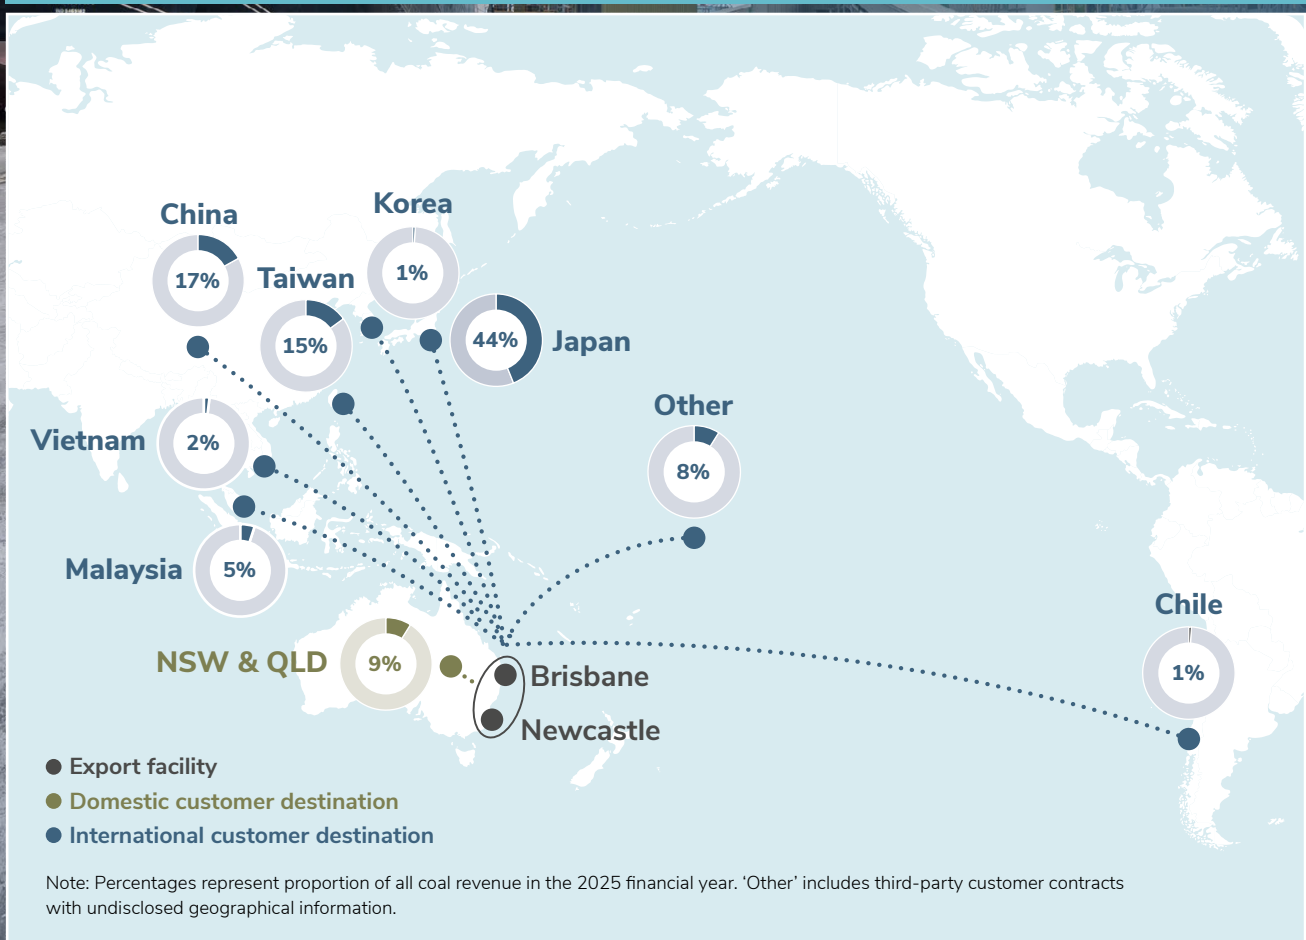 China
17%
Korea
1%
Taiwan
15%
44%
Japan
Vietnam
2%
Other
8%
Malaysia
5%
NSW & QLD
9%
Chile
1%
Brisbane
Newcastle
Export facility
Domestic customer destination
International customer destination
Note: Percentages represent proportion of all coal revenue in the 2025 financial year. ‘Other’ includes third-party customer contracts
with undisclosed geographical information.